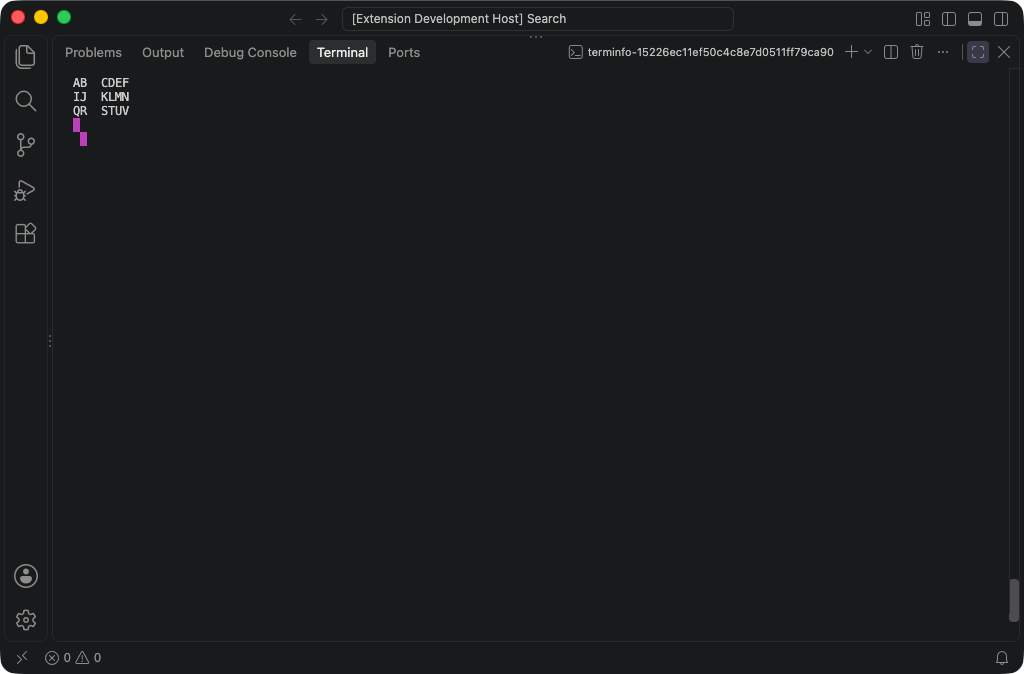 [Extension Development Host] Search
Problems Output Debug Console Terminal Ports terminfo-15226ec11ef50c4c8e7d0511ff79ca90
AB  CDEF
IJ  KLMN
QR  STUV
0 0